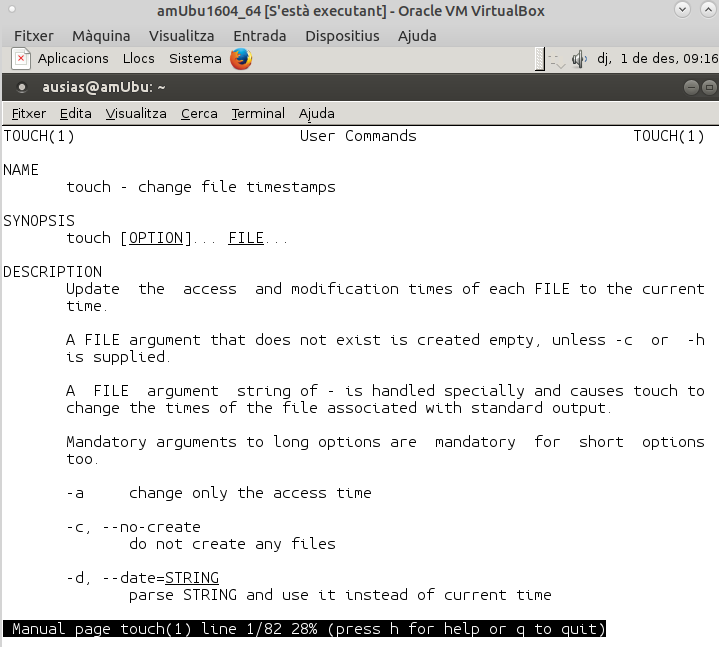 amUbu1604_64 [S'està executant] - Oracle VM VirtualBox
Fitxer Màquina Visualitza Entrada Dispositius Ajuda
Aplicacions Llocs Sistema dj, 1 de des, 09:16
ausias@amUbu: ~
Fitxer Edita Visualitza Cerca Terminal Ajuda
TOUCH(1) User Commands TOUCH(1)
NAME
touch - change file timestamps
SYNOPSIS
touch [OPTION]... FILE...
DESCRIPTION
Update the access and modification times of each FILE to the current
time.
A FILE argument that does not exist is created empty, unless -c or -h
is supplied.
A FILE argument string of - is handled specially and causes touch to
change the times of the file associated with standard output.
Mandatory arguments to long options are mandatory for short options
too.
-a change only the access time
-c, --no-create
do not create any files
-d, --date=STRING
parse STRING and use it instead of current time
Manual page touch(1) line 1/82 28% (press h for help or q to quit)